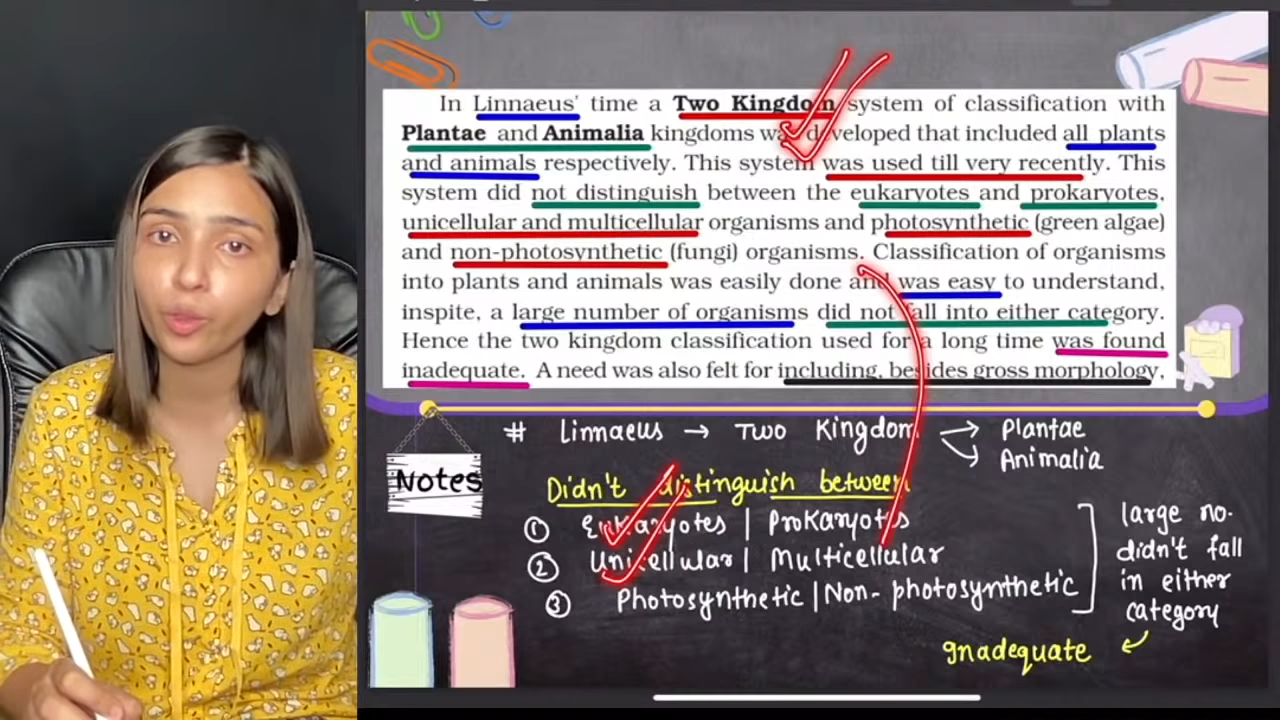 In Linnaeus' time a Two Kingdom system of classification with
Plantae and Animalia kingdoms was developed that included all plants
and animals respectively. This system was used till very recently. This
system did not distinguish between the eukaryotes and prokaryotes,
unicellular and multicellular organisms and photosynthetic (green algae)
and non-photosynthetic (fungi) organisms. Classification of organisms
into plants and animals was easily done and was easy to understand,
inspite, a large number of organisms did not fall into either category.
Hence the two kingdom classification used for a long time was found
inadequate. A need was also felt for including, besides gross morphology,
Notes
# Linnaeus → Two Kingdom → Plantae
→ Animalia
Didn't distinguish between
① Eukaryotes | Prokaryotes
② Unicellular | Multicellular
③ Photosynthetic | Non-photosynthetic
large no.
didn't fall
in either
category
Inadequate